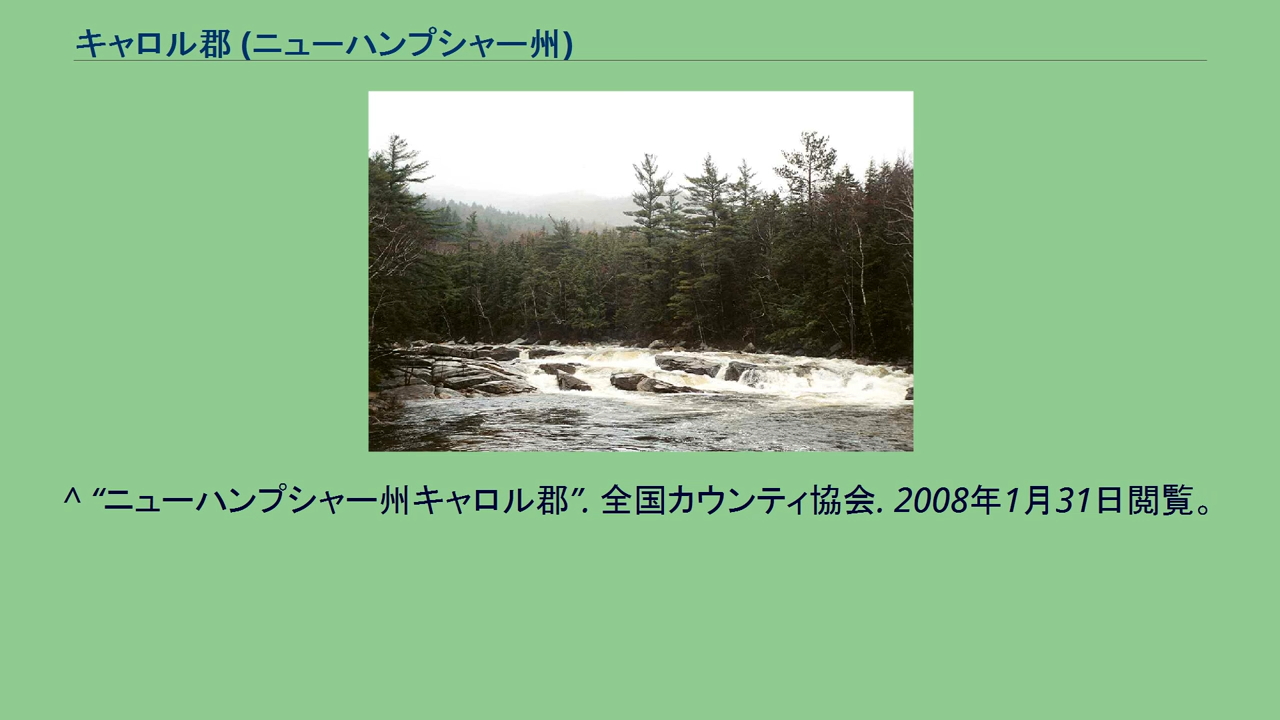 キャロル郡 (ニューハンプシャー州)
^ “ニューハンプシャー州キャロル郡”. 全国カウンティ協会. 2008年1月31日閲覧。